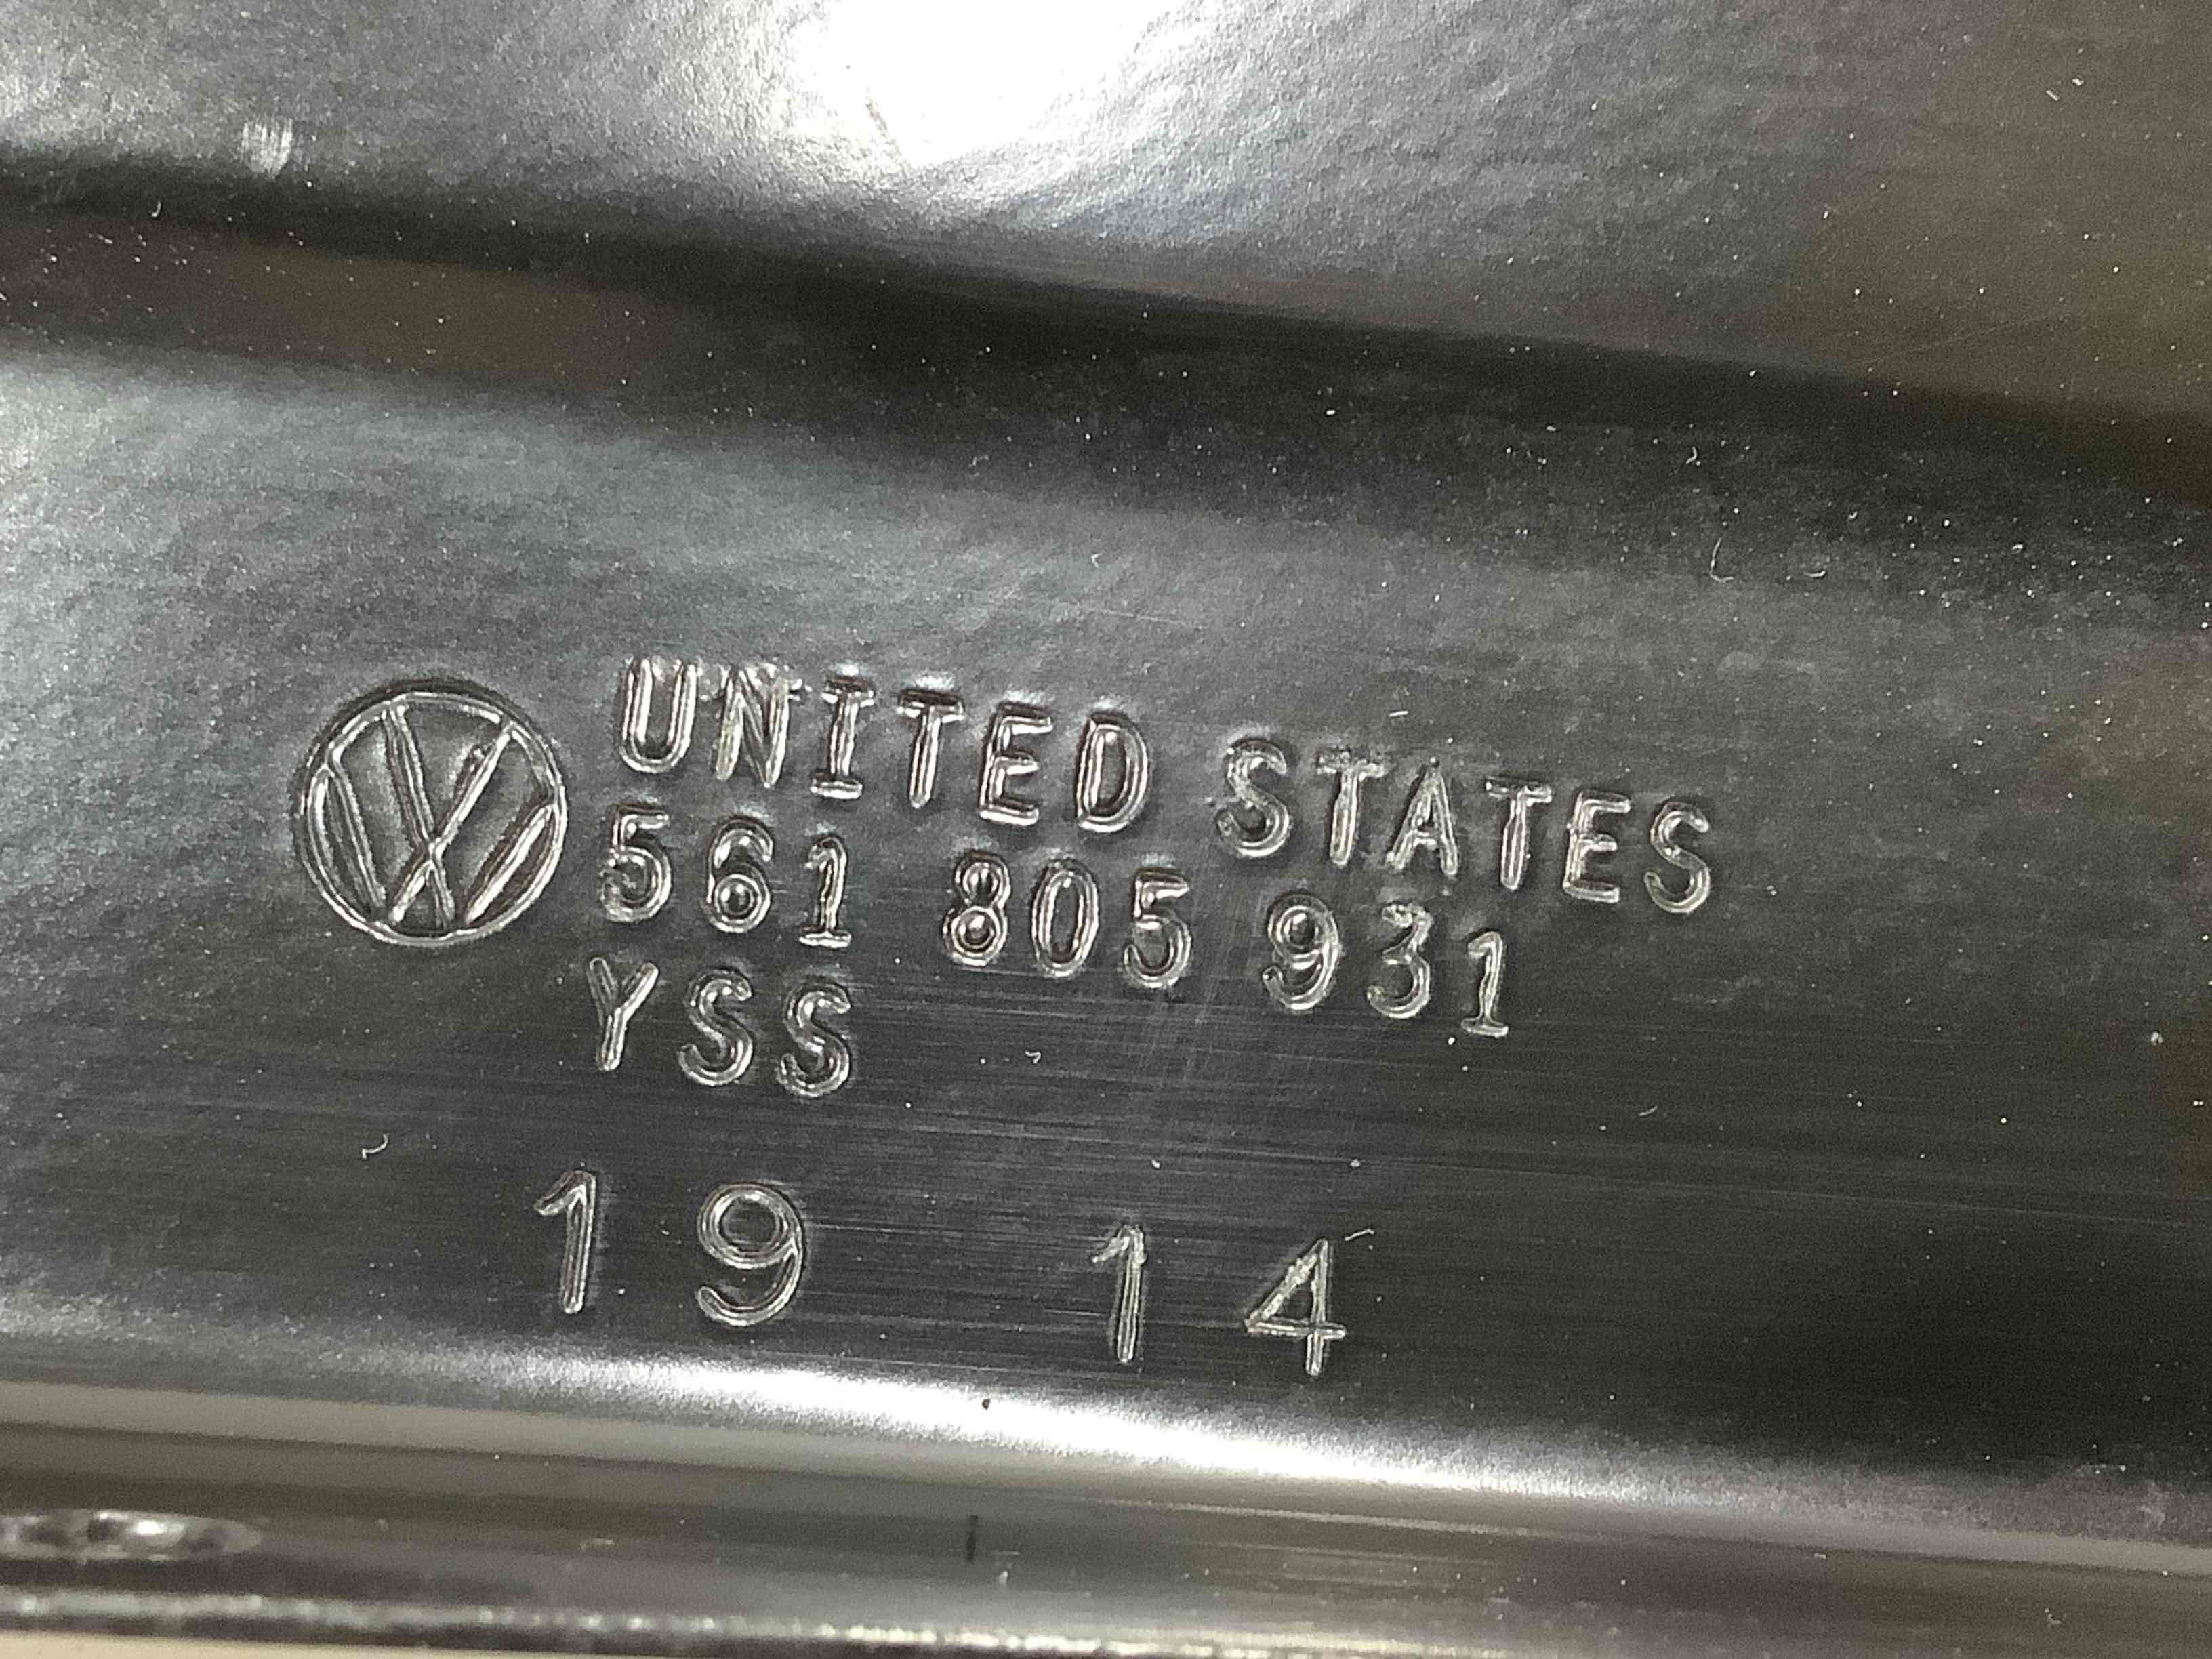 UNITED STATES
561 805 931
YSS
19 14